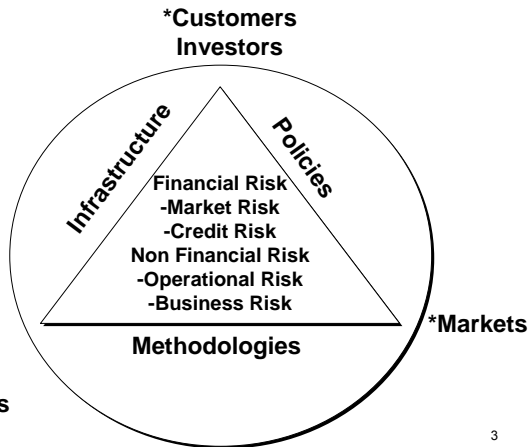 *Customers
Investors
Infrastructure
Policies
Financial Risk
-Market Risk
-Credit Risk
Non Financial Risk
-Operational Risk
-Business Risk
*Markets
Methodologies
3